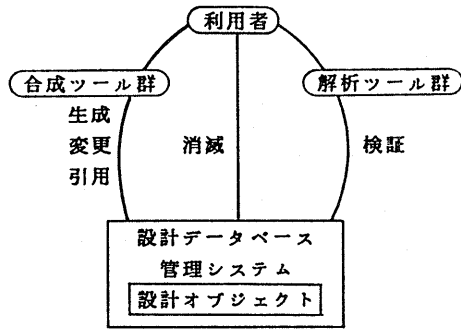 利用者
合成ツール群
解析ツール群
生成
変更
引用
消滅
検証
設計データベース
管理システム
設計オブジェクト